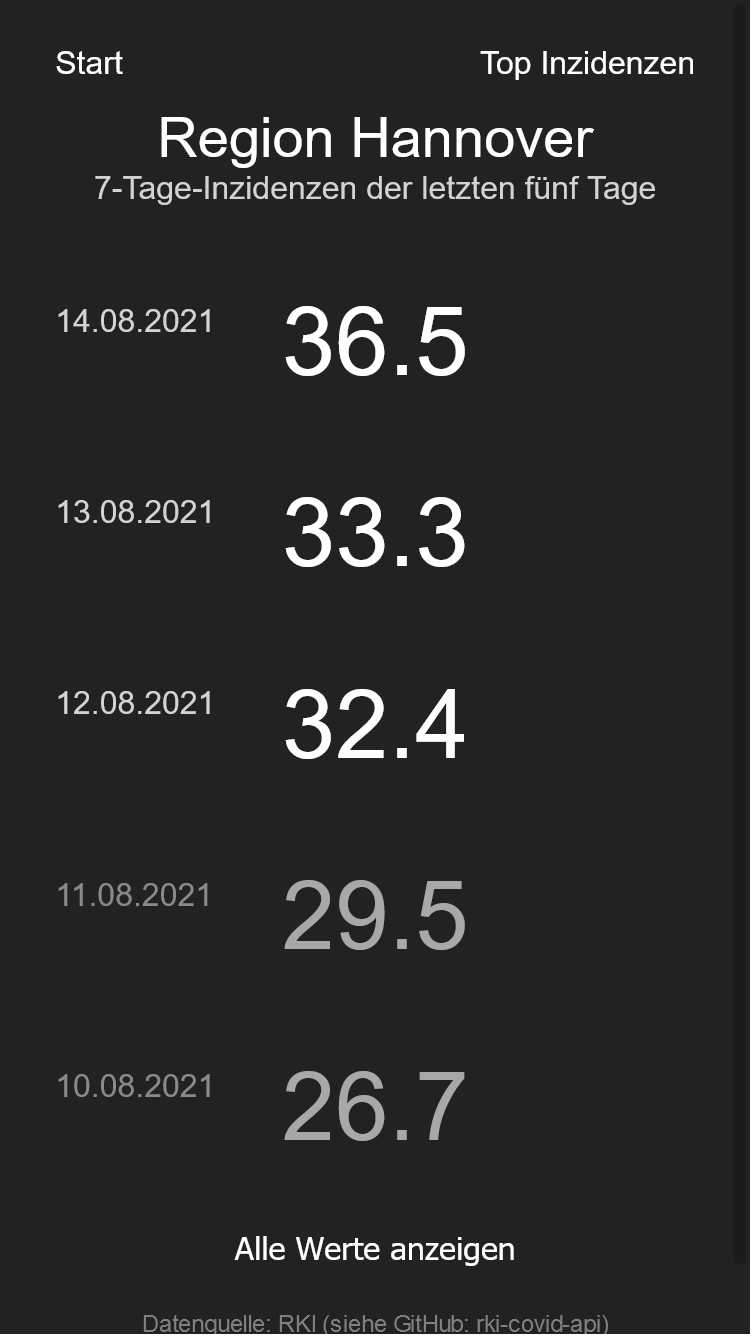 Start
Top Inzidenzen
Region Hannover
7-Tage-Inzidenzen der letzten fünf Tage
14.08.2021
36.5
13.08.2021
33.3
12.08.2021
32.4
11.08.2021
29.5
10.08.2021
26.7
Alle Werte anzeigen
Datenquelle: RKI (siehe GitHub: rki-covid-api)